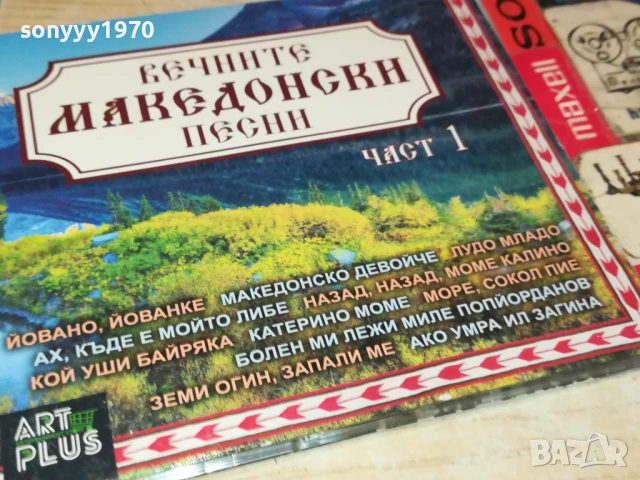 sonyyy1970
ВЕЧНИТЕ
МАКЕДОНСКИ
ПЕСНИ
ЧАСТ 1
SO
maxell
ЙОВАНО, ЙОВАНКЕ МАКЕДОНСКО ДЕВОЙЧЕ ЛУДО МЛАДО
АХ, КЪДЕ Е МОЙТО ЛИБЕ НАЗАД, НАЗАД, МОМЕ КАЛИНО
КОЙ УШИ БАЙРЯКА КАТЕРИНО МОМЕ МОРЕ, СОКОЛ ПИЕ
БОЛЕН МИ ЛЕЖИ МИЛЕ ПОПЙОРДАНОВ
ЗЕМИ ОГИН, ЗАПАЛИ МЕ АКО УМРА ИЛ ЗАГИНА
ART
PLUS
BAZAR